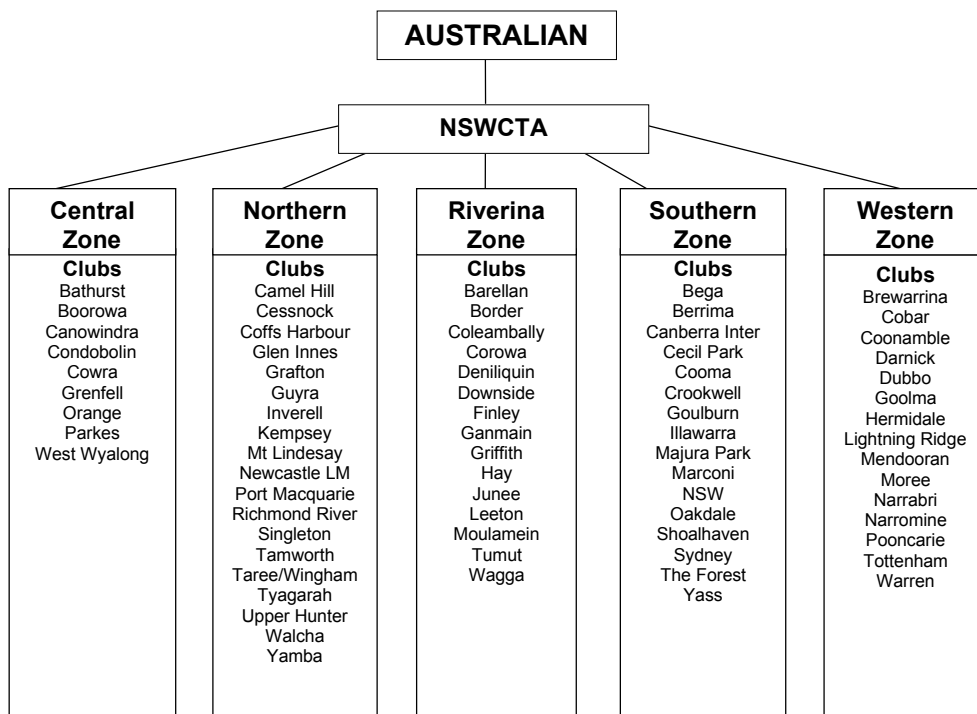 AUSTRALIAN
NSWCTA
Central
Zone
Clubs
Bathurst
Boorowa
Canowindra
Condobolin
Cowra
Grenfell
Orange
Parkes
West Wyalong
Northern
Zone
Clubs
Camel Hill
Cessnock
Coffs Harbour
Glen Innes
Grafton
Guyra
Inverell
Kempsey
Mt Lindesay
Newcastle LM
Port Macquarie
Richmond River
Singleton
Tamworth
Taree/Wingham
Tyagarah
Upper Hunter
Walcha
Yamba
Riverina
Zone
Clubs
Barellan
Border
Coleambally
Corowa
Deniliquin
Downside
Finley
Ganmain
Griffith
Hay
Junee
Leeton
Moulamein
Tumut
Wagga
Southern
Zone
Clubs
Bega
Berrima
Canberra Inter
Cecil Park
Cooma
Crookwell
Goulburn
Illawarra
Majura Park
Marconi
NSW
Oakdale
Shoalhaven
Sydney
The Forest
Yass
Western
Zone
Clubs
Brewarrina
Cobar
Coonamble
Darnick
Dubbo
Goolma
Hermidale
Lightning Ridge
Mendooran
Moree
Narrabri
Narromine
Pooncarie
Tottenham
Warren